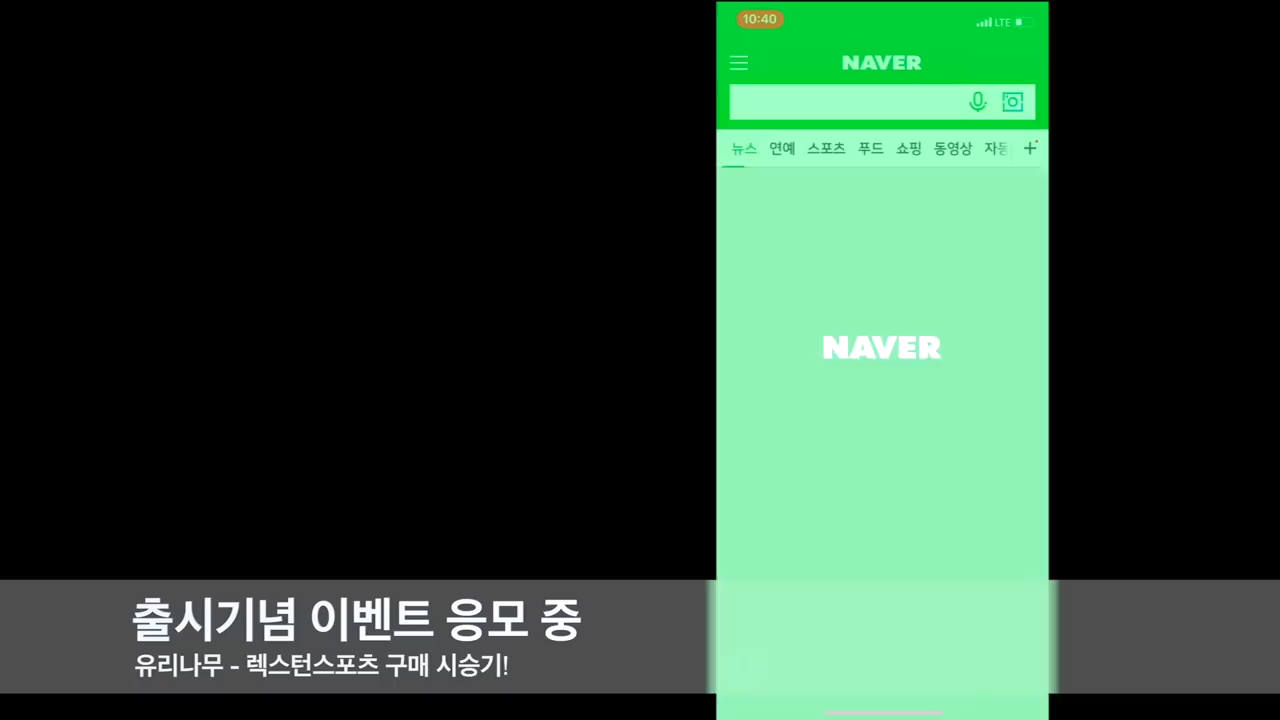 10:40
LTE
NAVER
뉴스 연예 스포츠 푸드 쇼핑 동영상
NAVER
출시기념 이벤트 응모 중
유리나무 - 렉스턴스포츠 구매 시승기!